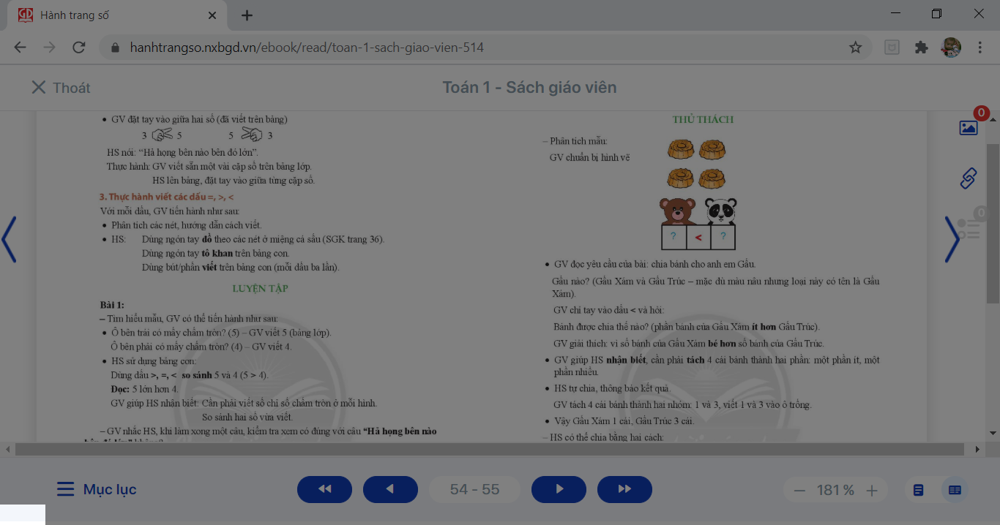 Hành trang số
hanhtrangso.nxbgd.vn/ebook/read/toan-1-sach-giao-vien-514
Thoát
Toán 1 - Sách giáo viên
• GV đặt tay vào giữa hai số (đã viết trên bảng)
3 5 5 3
HS nói: “Há họng bên nào bên đó lớn”.
Thực hành: GV viết sẵn một vài cặp số trên bảng lớp.
HS lên bảng, đặt tay vào giữa từng cặp số.
3. Thực hành viết các dấu =, >, <
Với mỗi dấu, GV tiến hành như sau:
• Phân tích các nét, hướng dẫn cách viết.
• HS: Dùng ngón tay đồ theo các nét ở miệng cá sấu (SGK trang 36).
Dùng ngón tay tô khan trên bảng con.
Dùng bút/phấn viết trên bảng con (mỗi dấu ba lần).
LUYỆN TẬP
Bài 1:
– Tìm hiểu mẫu, GV có thể tiến hành như sau:
• Ô bên trái có mấy chấm tròn? (5) – GV viết 5 (bảng lớp).
Ô bên phải có mấy chấm tròn? (4) – GV viết 4.
• HS sử dụng bảng con:
Dùng dấu >, =, < so sánh 5 và 4 (5 > 4).
Đọc: 5 lớn hơn 4.
GV giúp HS nhận biết: Cần phải viết số chỉ số chấm tròn ở mỗi hình.
So sánh hai số vừa viết.
– GV nhắc HS, khi làm xong một câu, kiểm tra xem có đúng với câu “Há họng bên nào
THỬ THÁCH
– Phân tích mẫu:
GV chuẩn bị hình vẽ
? < ?
• GV đọc yêu cầu của bài: chia bánh cho anh em Gấu.
Gấu nào? (Gấu Xám và Gấu Trúc – mặc dù màu nâu nhưng loại này có tên là Gấu
Xám).
GV chỉ tay vào dấu < và hỏi:
Bánh được chia thế nào? (phần bánh của Gấu Xám ít hơn Gấu Trúc).
GV giải thích: vì số bánh của Gấu Xám bé hơn số bánh của Gấu Trúc.
• GV giúp HS nhận biết, cần phải tách 4 cái bánh thành hai phần: một phần ít, một
phần nhiều.
• HS tự chia, thông báo kết quả.
GV tách 4 cái bánh thành hai nhóm: 1 và 3, viết 1 và 3 vào ô trống.
• Vậy Gấu Xám 1 cái, Gấu Trúc 3 cái.
– HS có thể chia bằng hai cách:
0
0
Mục lục
54 - 55
181 %